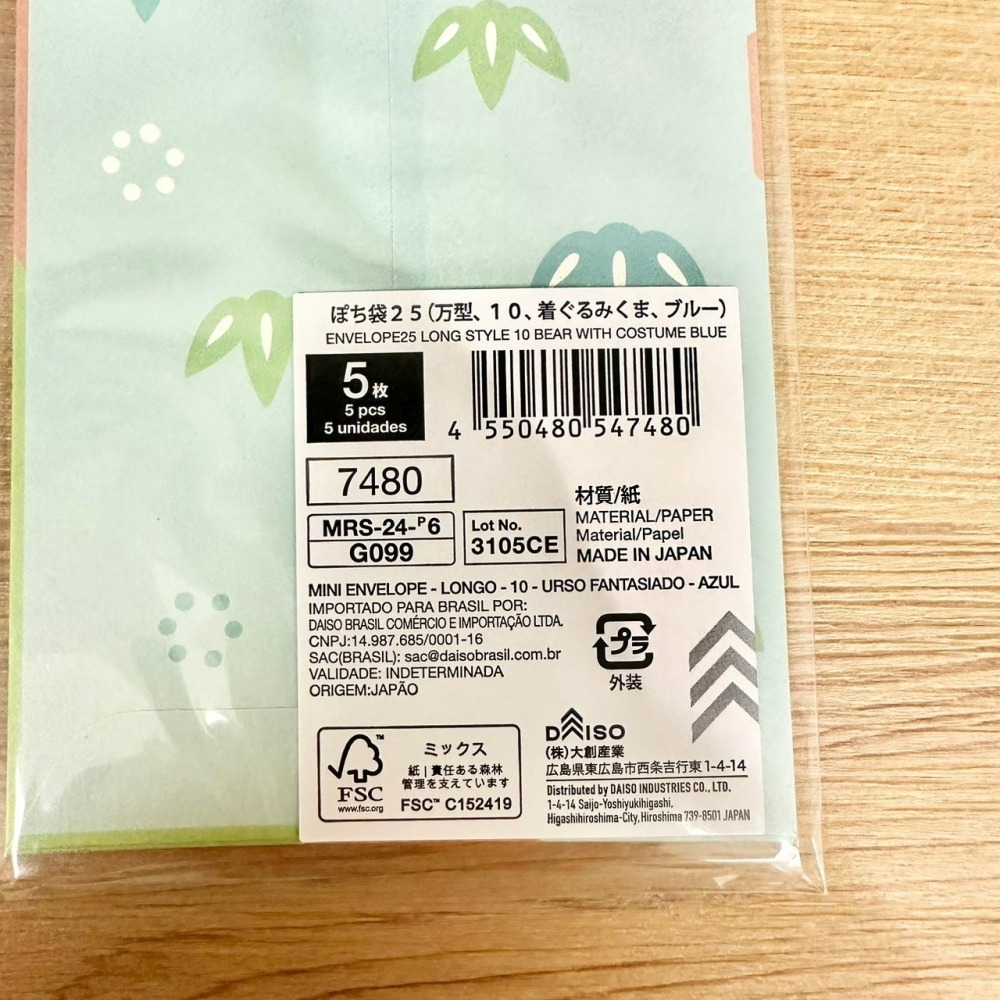 ぽち袋25(万型、10、着ぐるみくま、ブルー)
ENVELOPE25 LONG STYLE 10 BEAR WITH COSTUME BLUE
5枚
5 pcs
5 unidades
4 550480 547480
7480
MRS-24-P6
G099
Lot No.
3105CE
材質/紙
MATERIAL/PAPER
Material/Papel
MADE IN JAPAN
MINI ENVELOPE - LONGO - 10 - URSO FANTASIADO - AZUL
IMPORTADO PARA BRASIL POR:
DAISO BRASIL COMÉRCIO E IMPORTAÇÃO LTDA.
CNPJ:14.987.685/0001-16
SAC(BRASIL): sac@daisobrasil.com.br
VALIDADE: INDETERMINADA
ORIGEM:JAPÃO
プラ
外装
FSC
www.fsc.org
ミックス
紙|責任ある森林
管理を支えています
FSC™ C152419
DAISO
(株)大創産業
広島県東広島市西条吉行東1-4-14
Distributed by DAISO INDUSTRIES CO., LTD.
1-4-14 Saijo-Yoshiyukihigashi,
Higashihiroshima-City, Hiroshima 739-8501 JAPAN